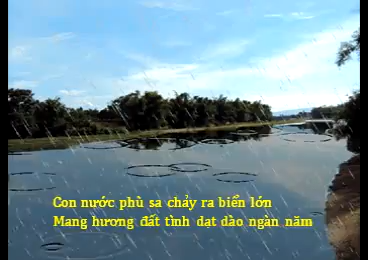 Con nước phù sa chảy ra biển lớn
Mang hương đất tình dạt dào ngàn năm